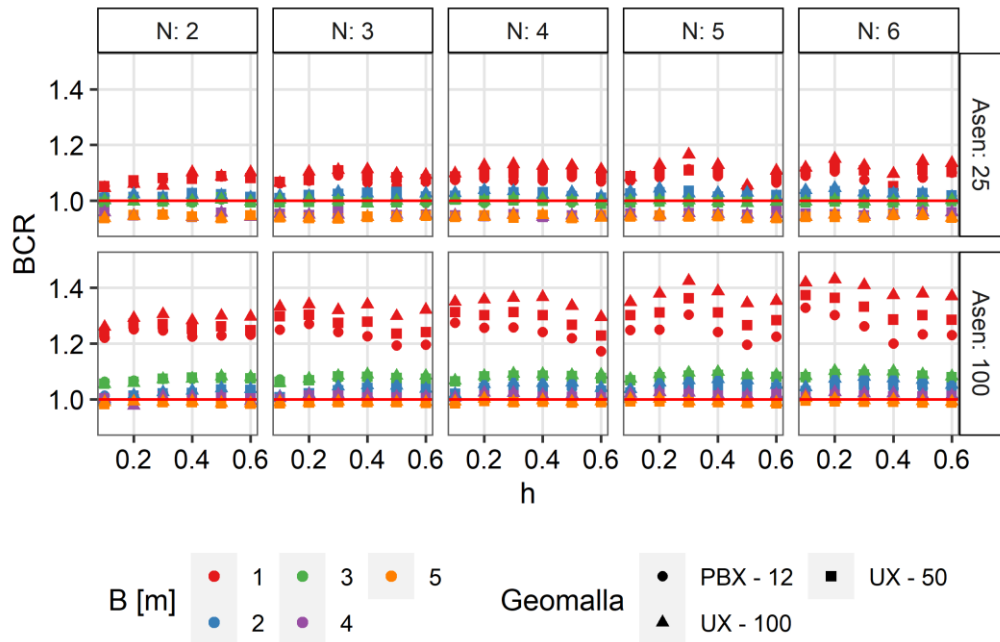 N: 2 N: 3 N: 4 N: 5 N: 6
1.4
1.2
1.0
Asen: 25
BCR
1.4
1.2
1.0
Asen: 100
0.2 0.4 0.6 0.2 0.4 0.6 0.2 0.4 0.6 0.2 0.4 0.6 0.2 0.4 0.6
h
B [m] 1 3 5
2 4
Geomalla PBX - 12 UX - 50
UX - 100